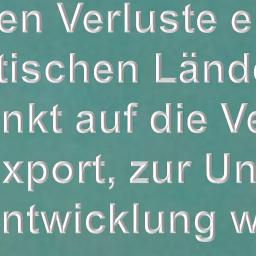 en Verluste e
tischen Lände
nkt auf die Ve
xport, zur Un
ntwicklung w